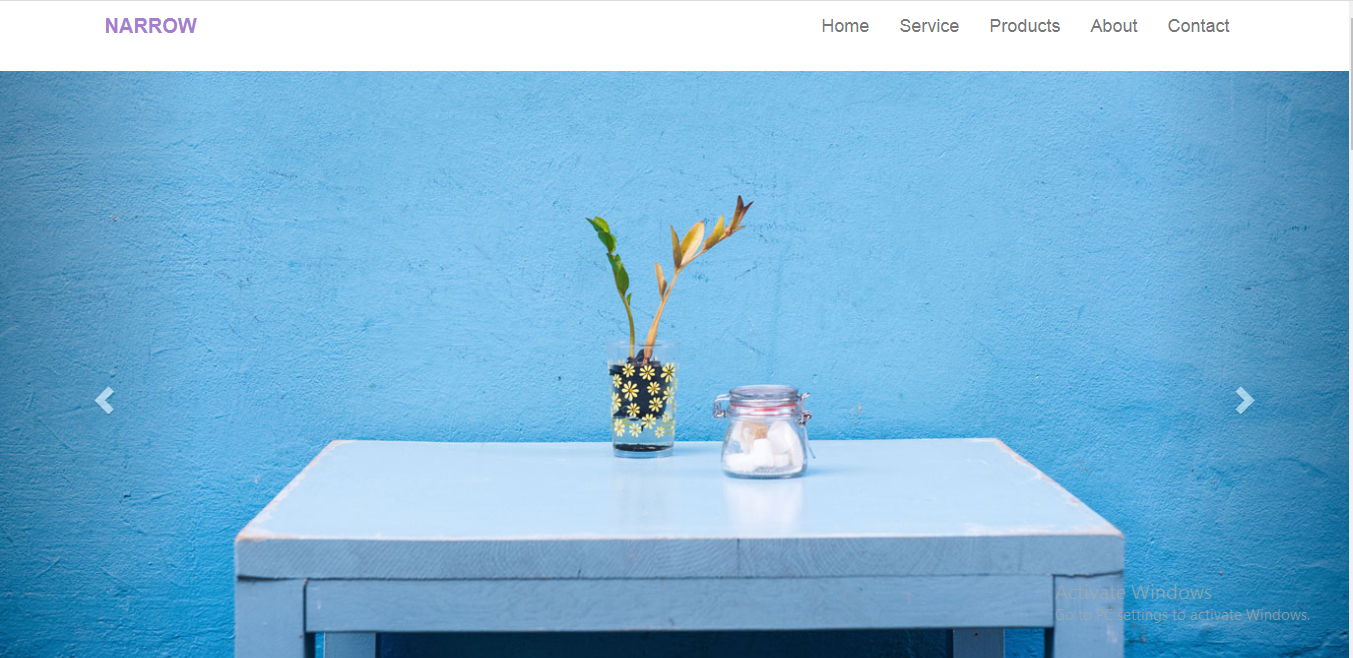 NARROW
Home Service Products About Contact
Activate Windows
Go to PC settings to activate Windows.